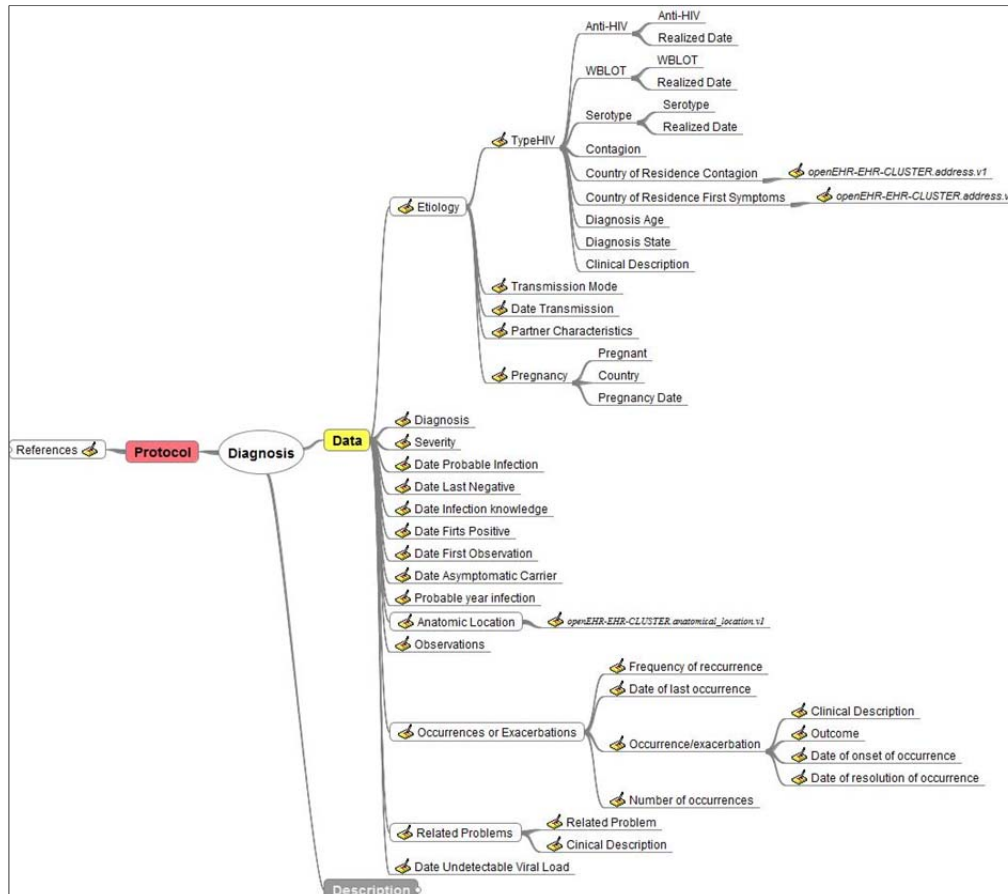 Anti-HIV
Anti-HIV
Realized Date
WBLOT
WBLOT
Realized Date
Serotype
Serotype
Realized Date
TypeHIV
Contagion
Country of Residence Contagion
openEHR-EHR-CLUSTER.address.v1
Country of Residence First Symptoms
openEHR-EHR-CLUSTER.address.v
Etiology
Diagnosis Age
Diagnosis State
Clinical Description
Transmission Mode
Date Transmission
Partner Characteristics
Pregnancy
Pregnant
Country
Pregnancy Date
References
Protocol
Diagnosis
Data
Diagnosis
Severity
Date Probable Infection
Date Last Negative
Date Infection knowledge
Date Firts Positive
Date First Observation
Date Asymptomatic Carrier
Probable year infection
Anatomic Location
openEHR-EHR-CLUSTER.anatomical_location.v1
Observations
Occurrences or Exacerbations
Frequency of reccurrence
Date of last occurrence
Occurrence/exacerbation
Clinical Description
Outcome
Date of onset of occurrence
Date of resolution of occurrence
Number of occurrences
Related Problems
Related Problem
Cinical Description
Date Undetectable Viral Load
Description